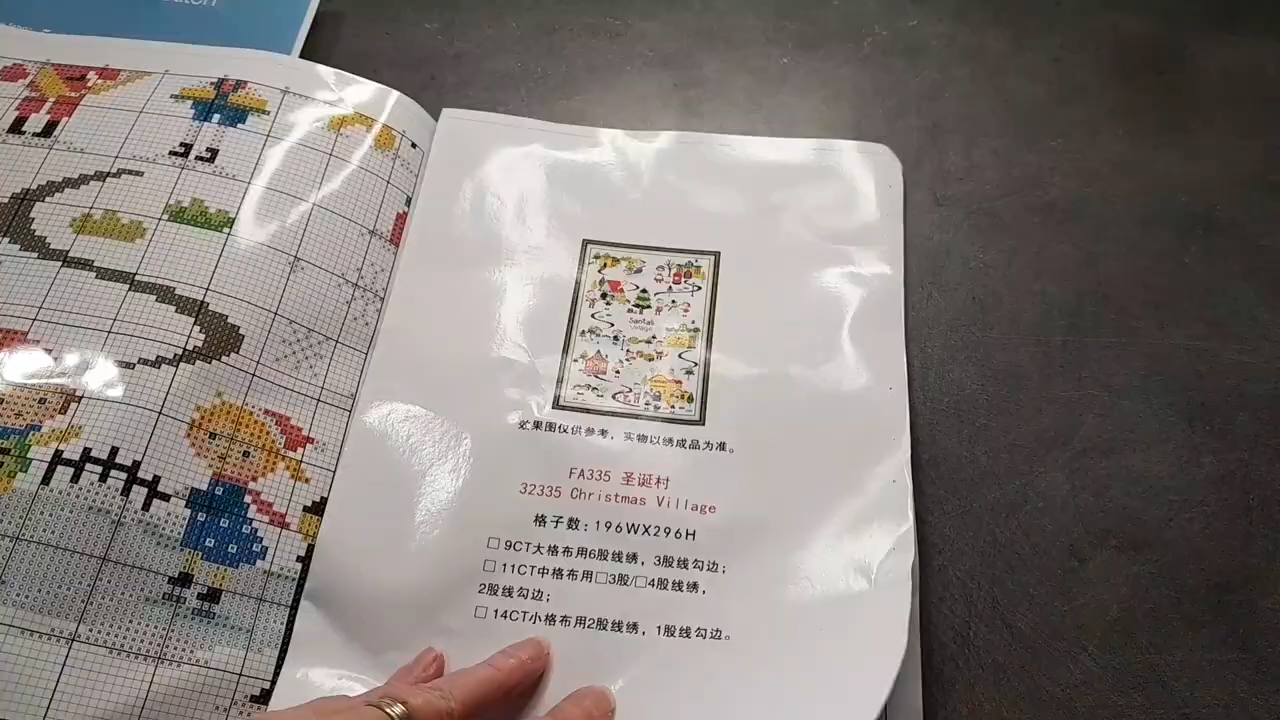 Santa's
Village
效果图仅供参考，实物以绣成品为准。
FA335 圣诞村
32335 Christmas Village
格子数：196WX296H
□ 9CT大格布用6股线绣，3股线勾边；
□ 11CT中格布用□3股/□4股线绣，
2股线勾边；
□ 14CT小格布用2股线绣，1股线勾边。